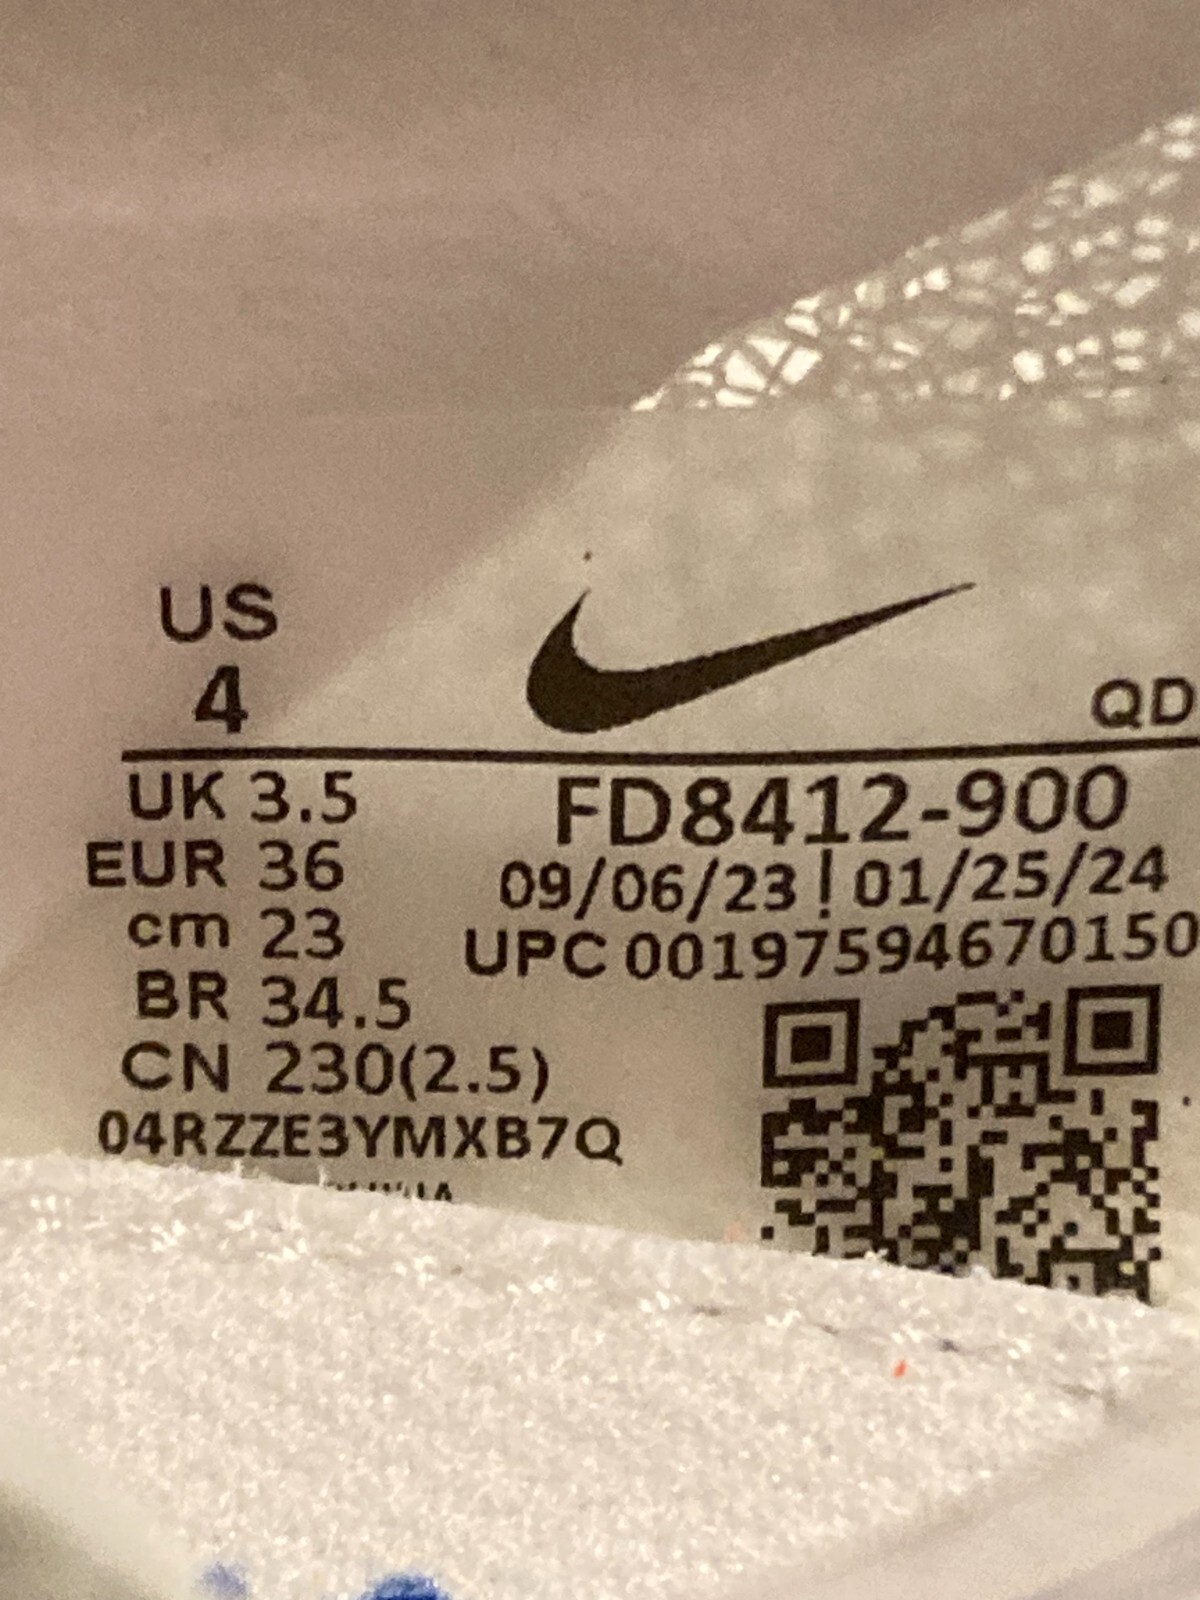 US
4
QD
UK 3.5
EUR 36
cm 23
BR 34.5
CN 230(2.5)
04RZZE3YMXB7Q
FD8412-900
09/06/23 ! 01/25/24
UPC 00197594670150